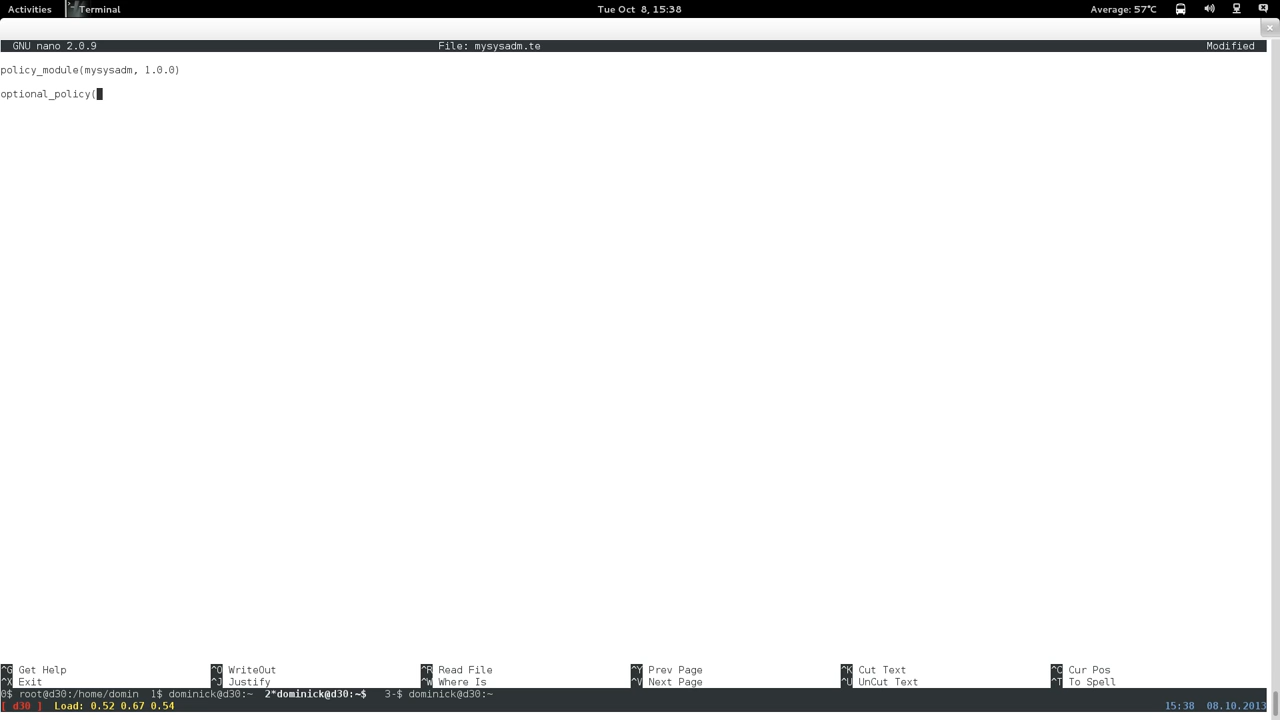 Activities Terminal Tue Oct 8, 15:38 Average: 57°C
GNU nano 2.0.9 File: mysysadm.te Modified
policy_module(mysysadm, 1.0.0)
optional_policy(
^G Get Help ^O WriteOut ^R Read File ^Y Prev Page ^K Cut Text ^C Cur Pos
^X Exit ^J Justify ^W Where Is ^V Next Page ^U UnCut Text ^T To Spell
0$ root@d30:/home/domin 1$ dominick@d30:~ 2*dominick@d30:~$ 3-$ dominick@d30:~
[ d30 ] Load: 0.52 0.67 0.54 15:38 08.10.2013